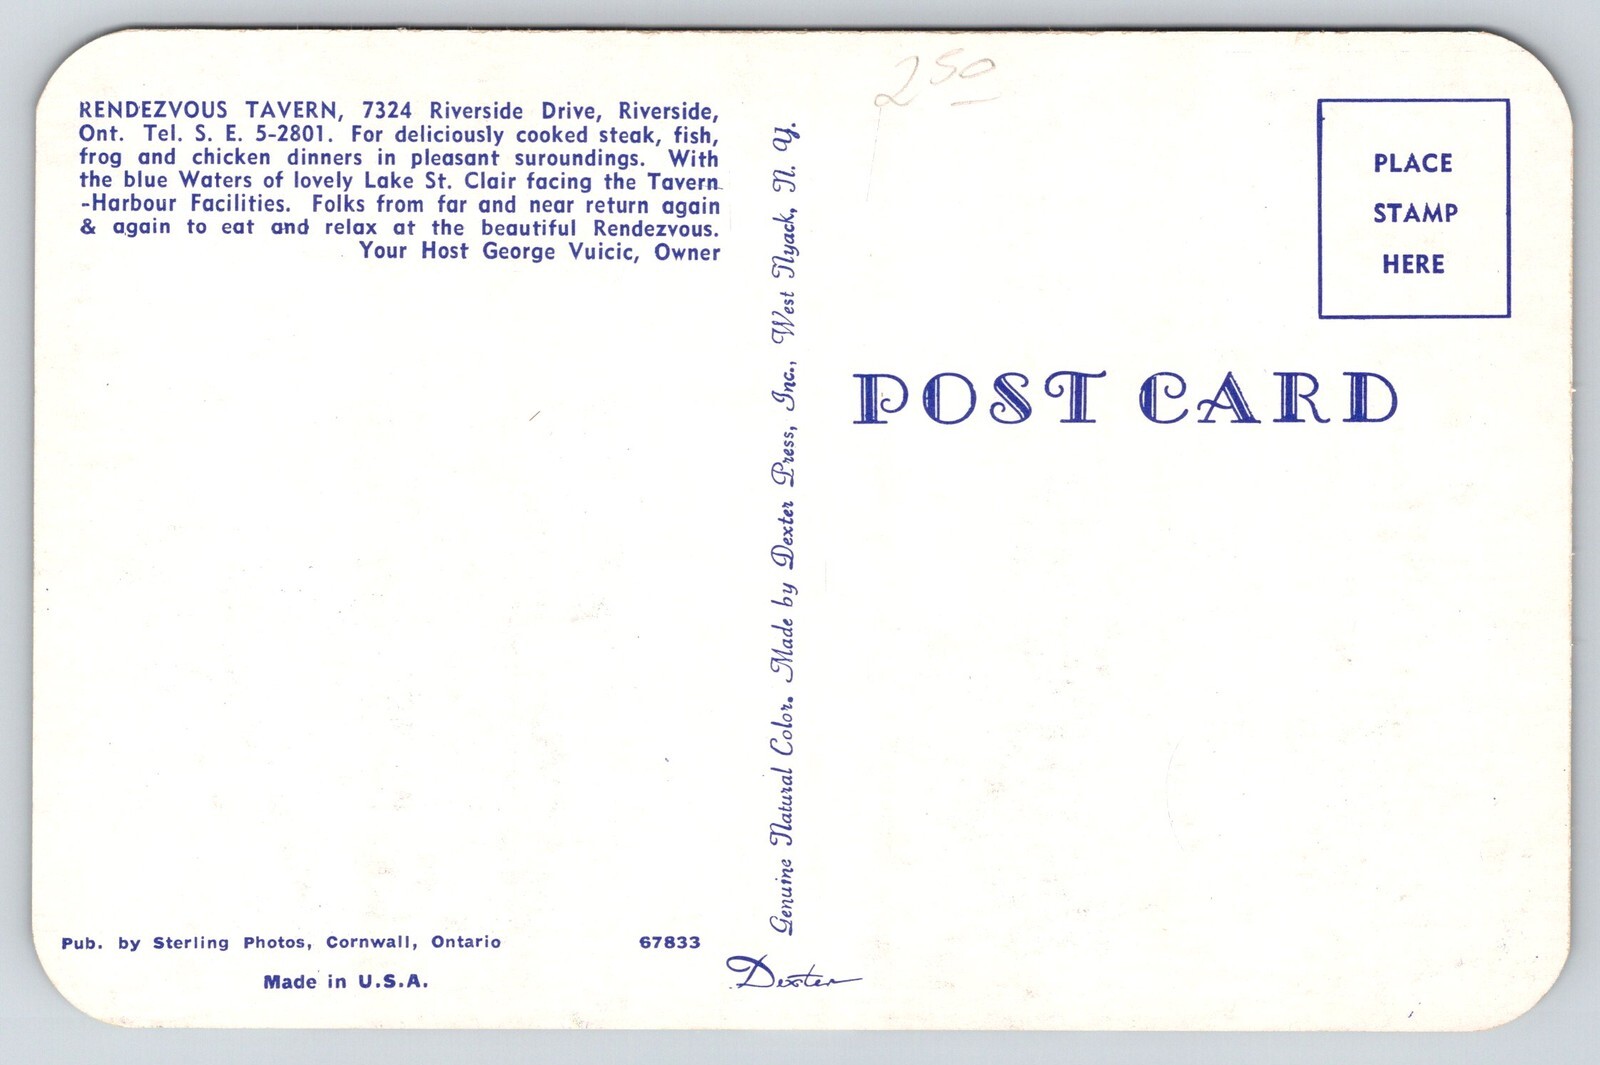 RENDEZVOUS TAVERN, 7324 Riverside Drive, Riverside,
Ont. Tel. S. E. 5-2801. For deliciously cooked steak, fish,
frog and chicken dinners in pleasant suroundings. With
the blue Waters of lovely Lake St. Clair facing the Tavern
-Harbour Facilities. Folks from far and near return again
& again to eat and relax at the beautiful Rendezvous.
Your Host George Vuicic, Owner
Pub. by Sterling Photos, Cornwall, Ontario 67833
Made in U.S.A.
Genuine Natural Color. Made by Dexter Press, Inc., West Nyack, N. Y.
Dexter
250
PLACE
STAMP
HERE
POST CARD